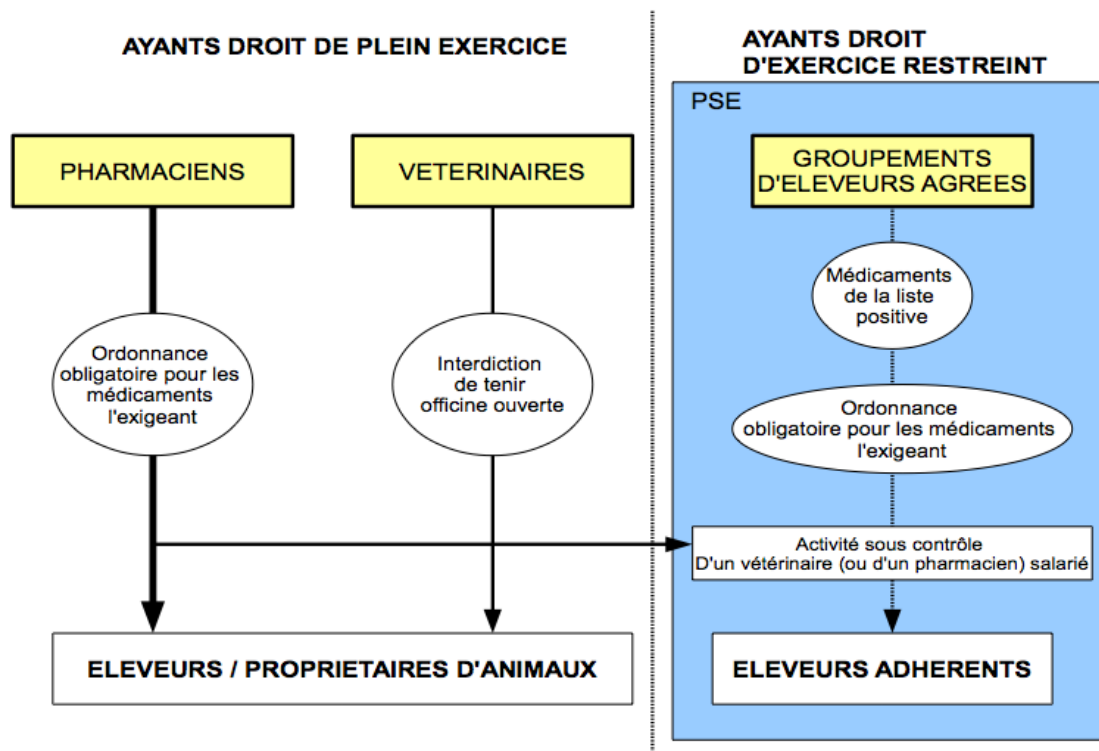 AYANTS DROIT DE PLEIN EXERCICE
AYANTS DROIT
D'EXERCICE RESTREINT
PSE
PHARMACIENS
VETERINAIRES
GROUPEMENTS
D'ELEVEURS AGREES
Médicaments
de la liste
positive
Ordonnance
obligatoire pour les
médicaments
l'exigeant
Interdiction
de tenir
officine ouverte
Ordonnance
obligatoire pour les médicaments
l'exigeant
Activité sous contrôle
D'un vétérinaire (ou d'un pharmacien) salarié
ELEVEURS / PROPRIETAIRES D'ANIMAUX
ELEVEURS ADHERENTS